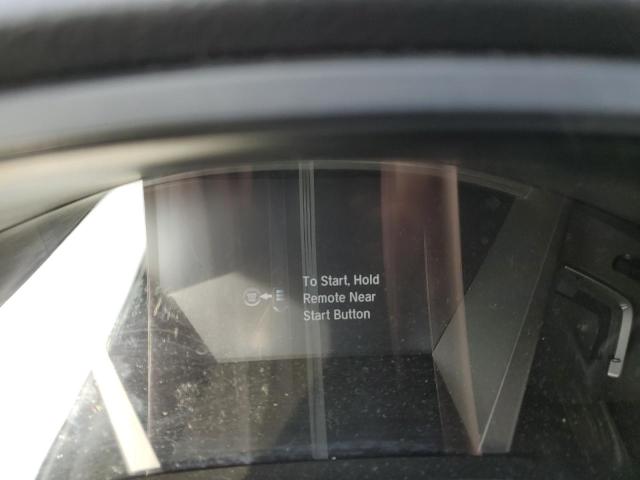 To Start, Hold
Remote Near
Start Button